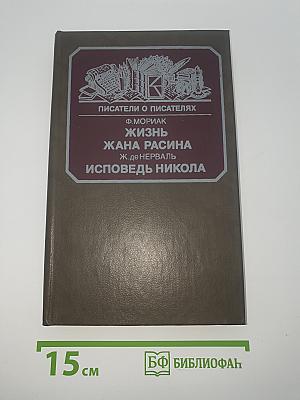 ПИСАТЕЛИ О ПИСАТЕЛЯХ
Ф. МОРИАК
ЖИЗНЬ
ЖАНА РАСИНА
Ж. де НЕРВАЛЬ
ИСПОВЕДЬ НИКОЛА
15 см
БФ БИБЛИОФАН